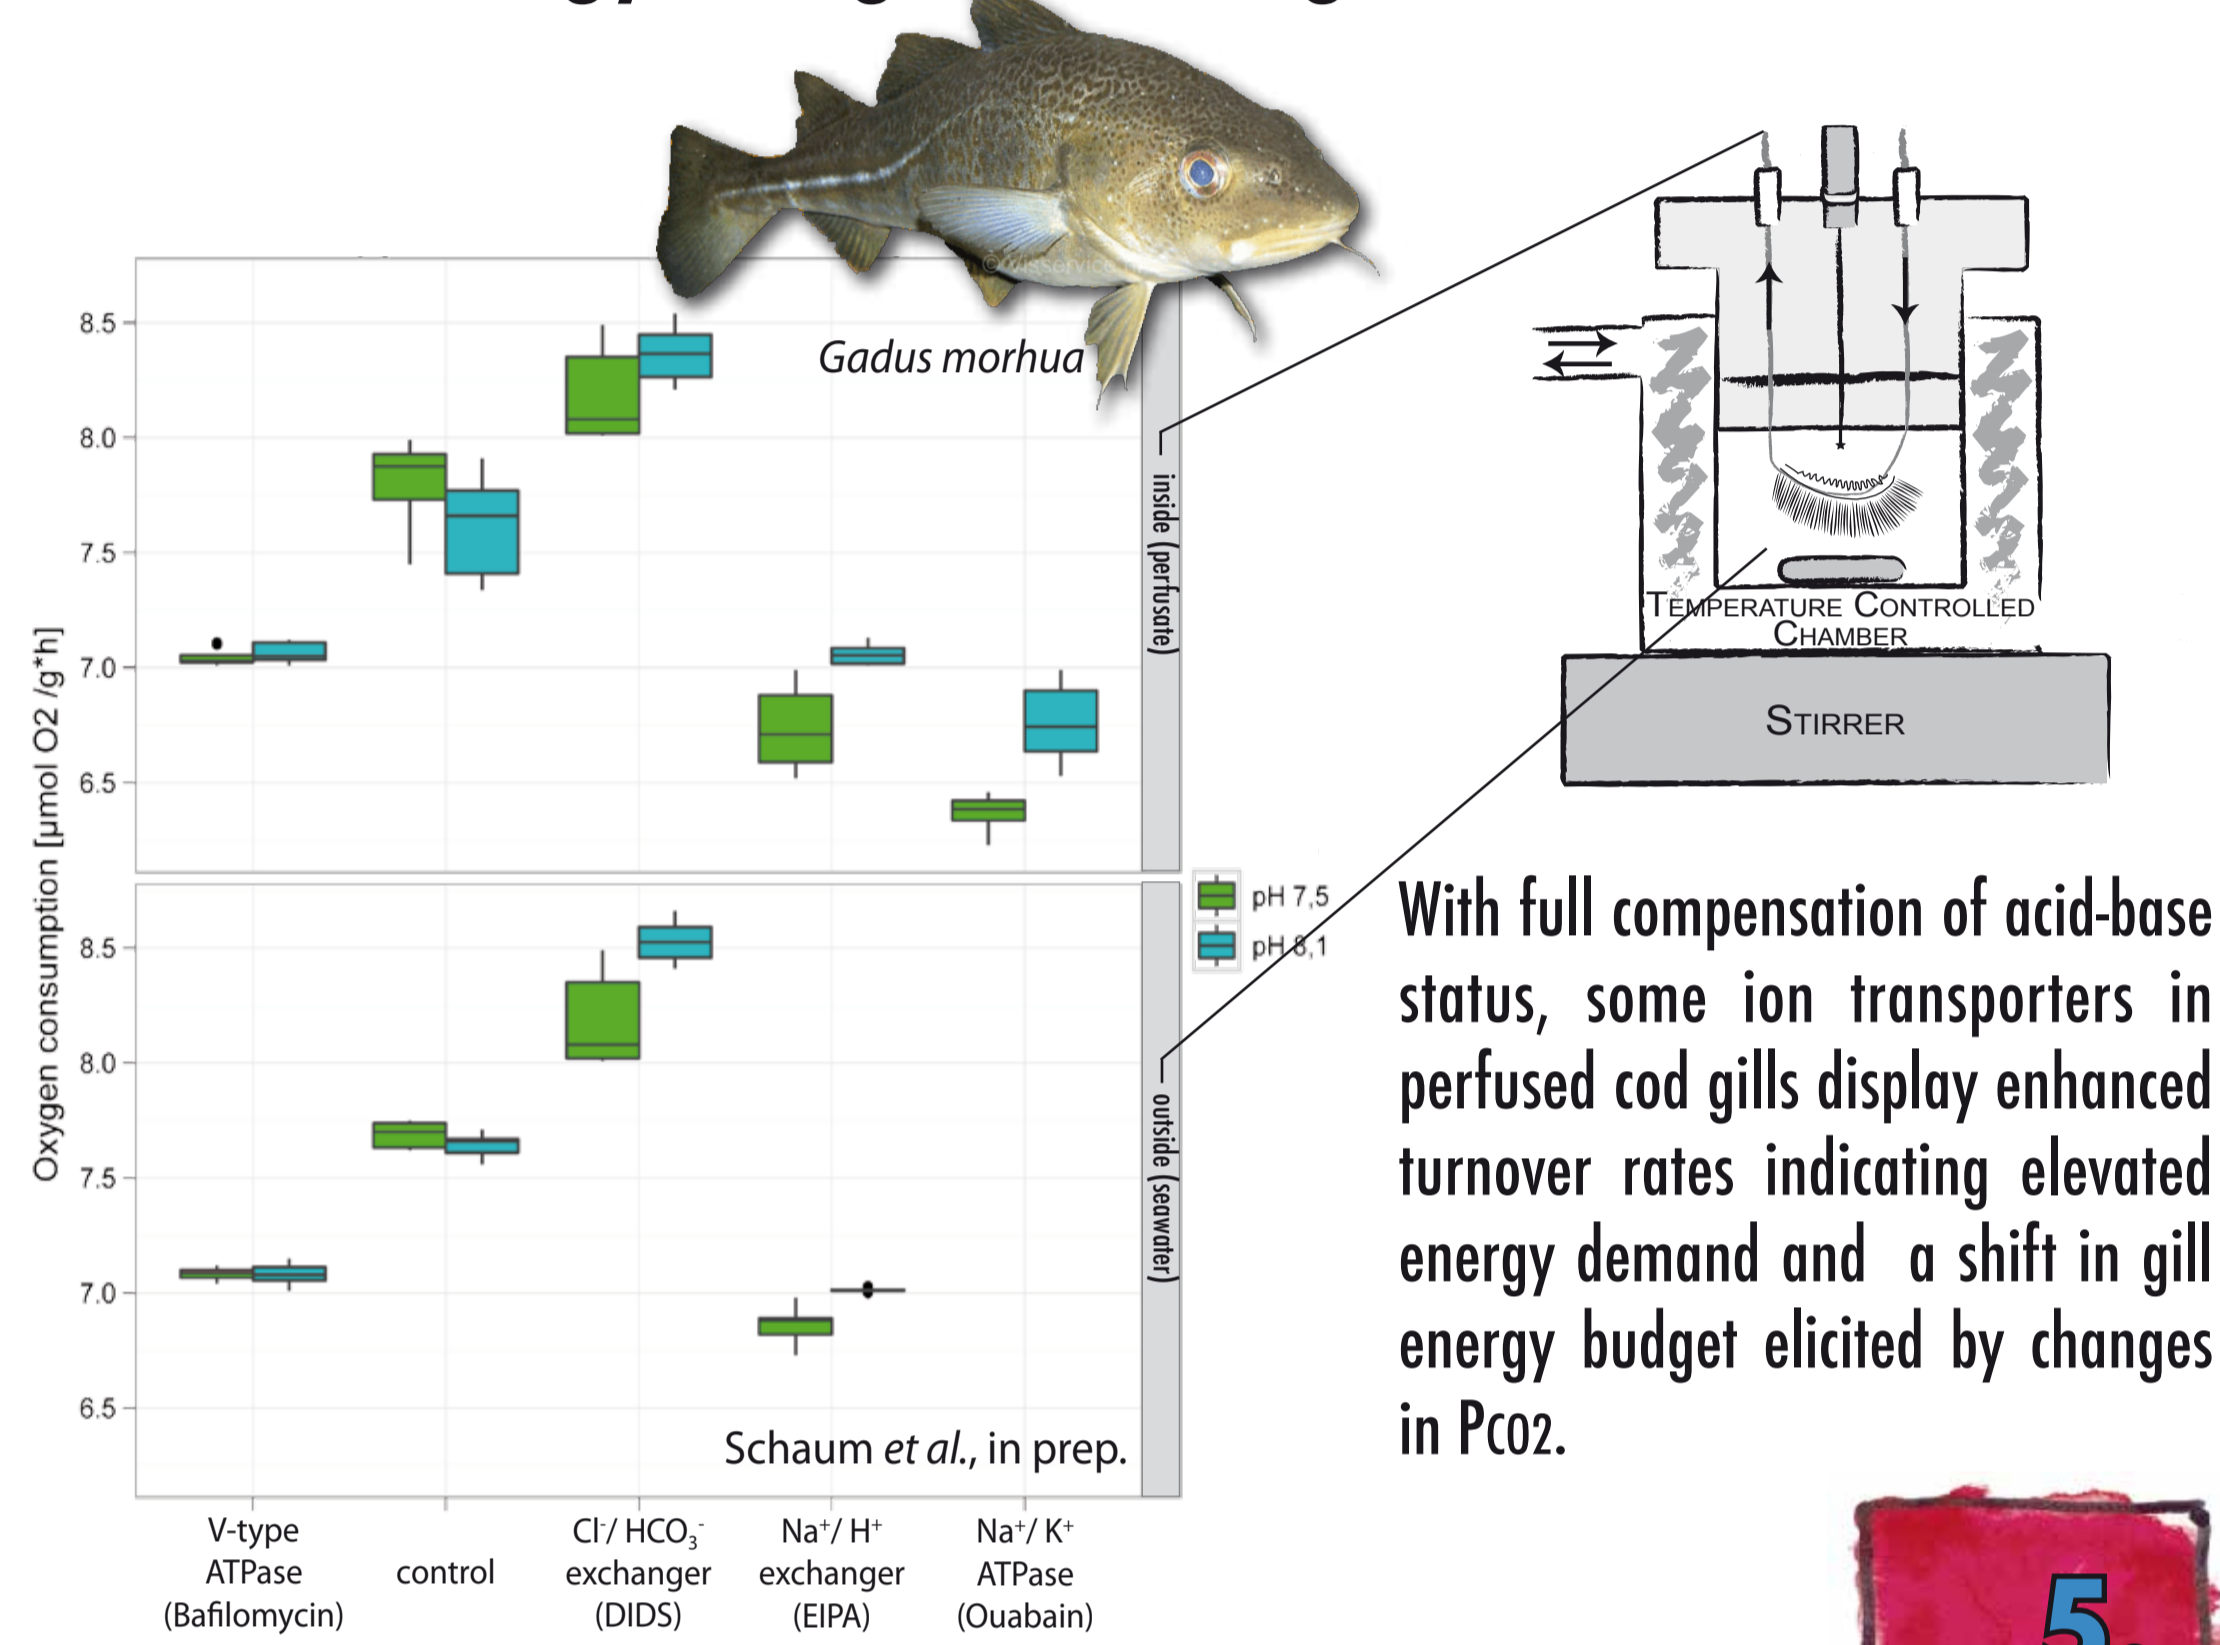 Gadus morhua
Oxygen consumption [µmol O2 /g*h]
8.5
8.0
7.5
7.0
6.5
inside (perfusate)
8.5
8.0
7.5
7.0
6.5
outside (seawater)
pH 7,5
pH 8,1
Schaum et al., in prep.
V-type
ATPase
(Bafilomycin)
control
Cl⁻/ HCO₃⁻
exchanger
(DIDS)
Na⁺/ H⁺
exchanger
(EIPA)
Na⁺/ K⁺
ATPase
(Ouabain)
TEMPERATURE CONTROLLED
CHAMBER
STIRRER
With full compensation of acid-base
status, some ion transporters in
perfused cod gills display enhanced
turnover rates indicating elevated
energy demand and a shift in gill
energy budget elicited by changes
in PCO2.
5